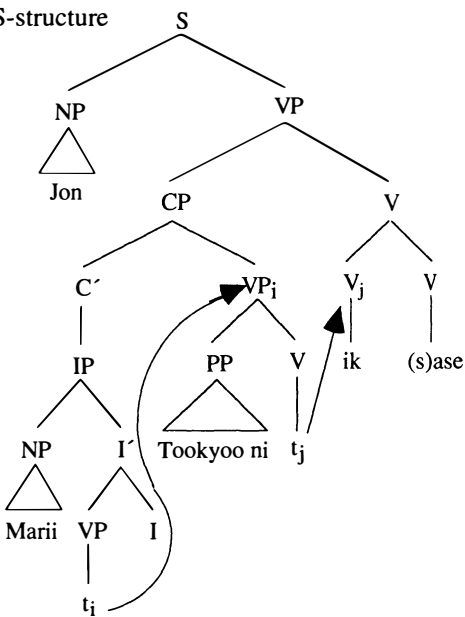 S-structure
S
NP VP
Jon
CP V
C´ VPi Vj V
IP PP V ik (s)ase
NP I´ Tookyoo ni tj
Marii VP I
ti